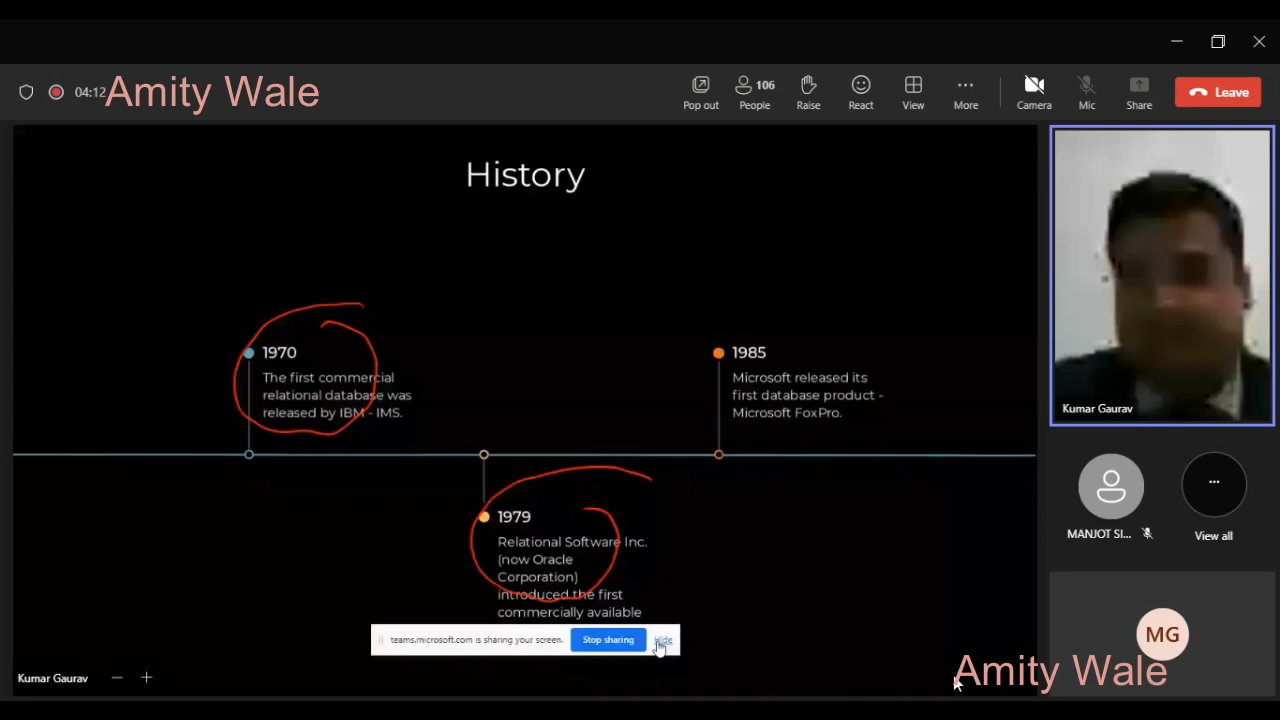 04:12
Amity Wale
106
Pop out
People
Raise
React
View
More
Camera
Mic
Share
Leave
History
1970
The first commercial
relational database was
released by IBM - IMS.
1985
Microsoft released its
first database product -
Microsoft FoxPro.
1979
Relational Software Inc.
(now Oracle
Corporation)
introduced the first
commercially available
teams.microsoft.com is sharing your screen.
Stop sharing
Hide
Kumar Gaurav
Kumar Gaurav
MANJOT SI...
View all
MG
Amity Wale